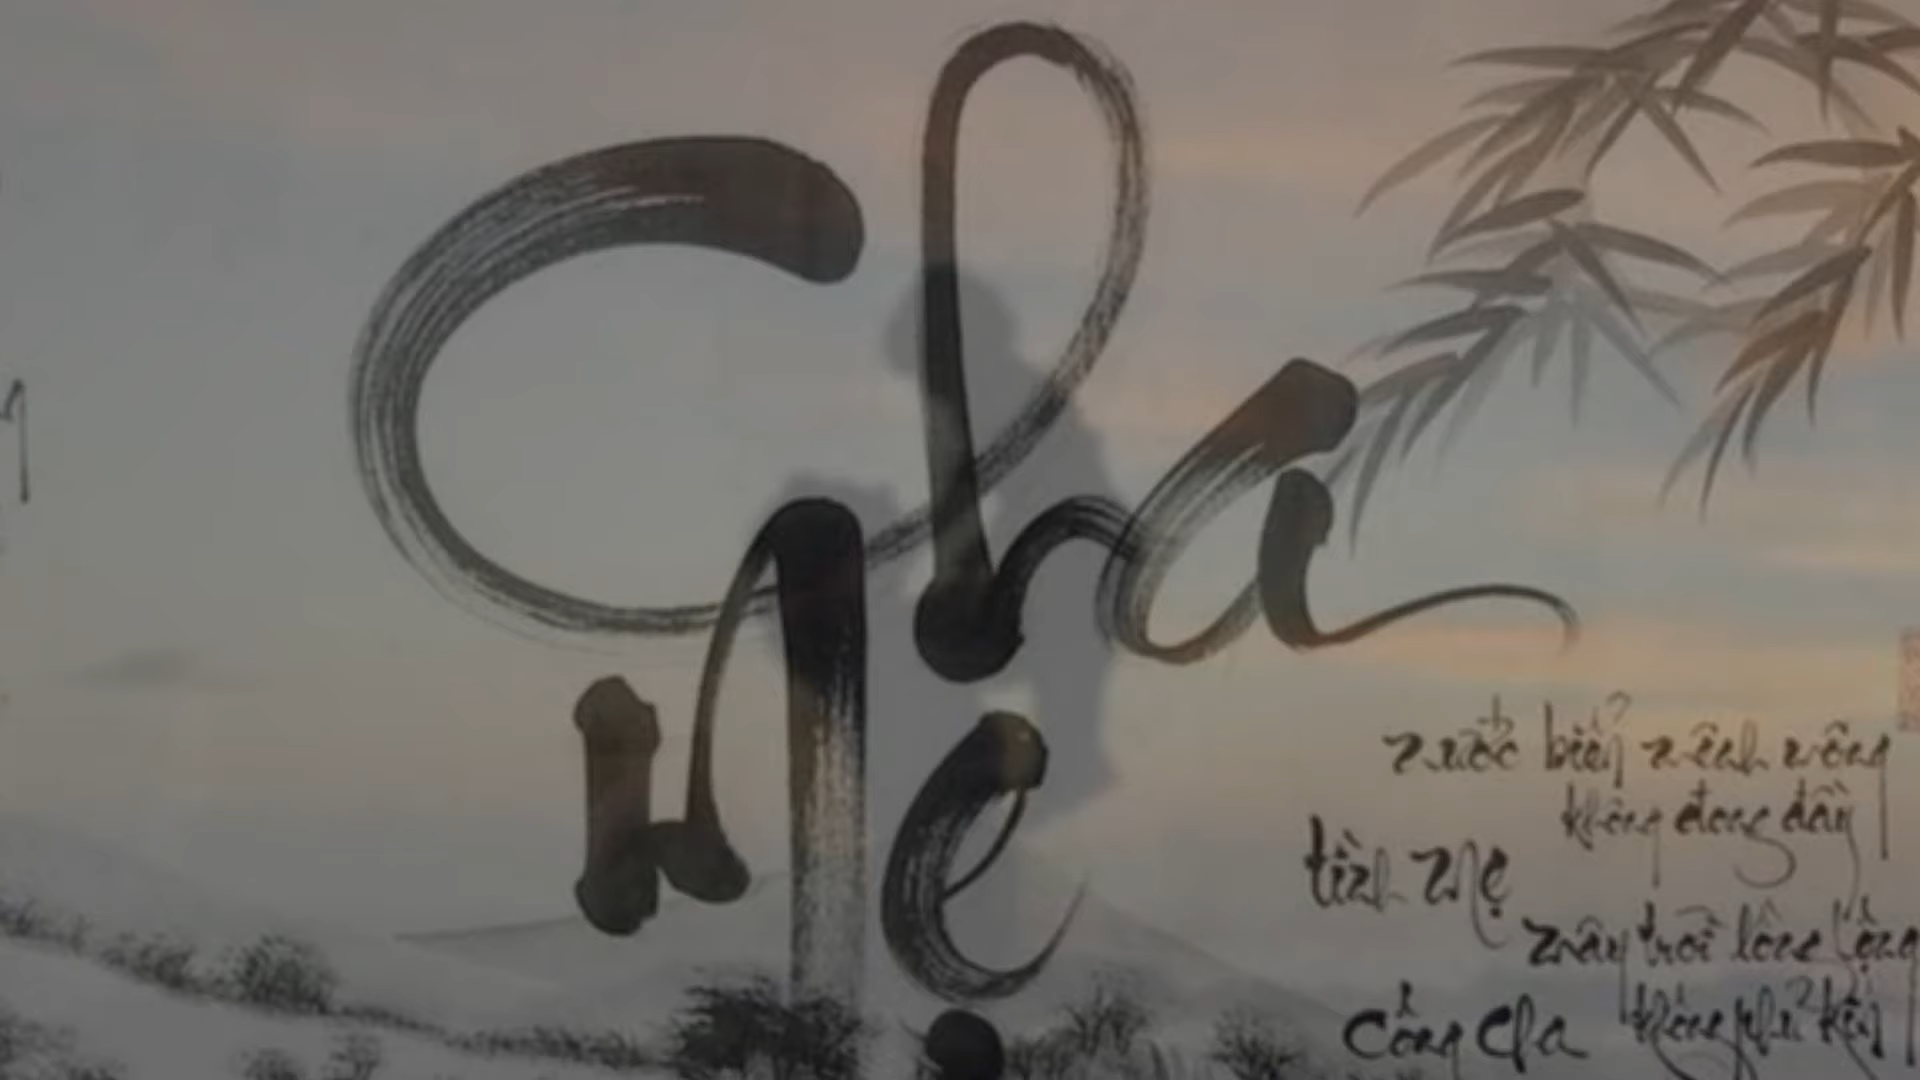 Cha
Mẹ
nước biển mênh mông
không đong đầy
tình Mẹ
mây trời lồng lộng
không phủ kín
Công Cha